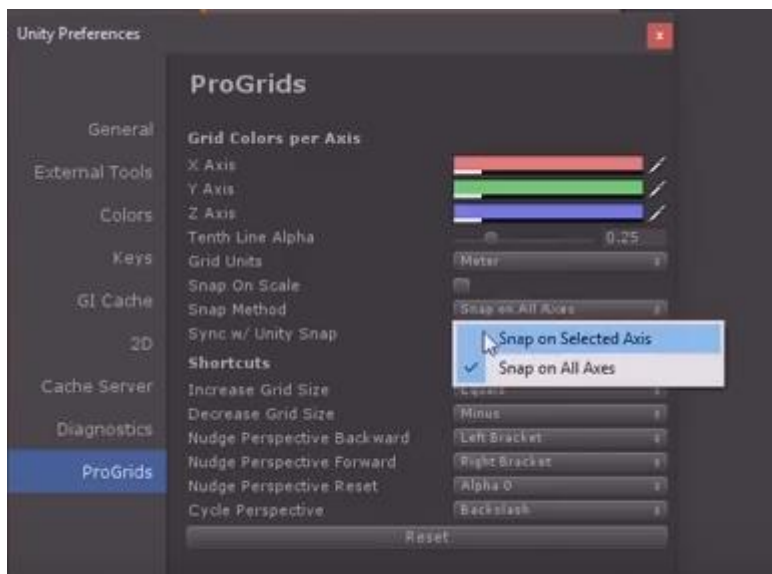 Unity Preferences
x
ProGrids
General
External Tools
Colors
Keys
GI Cache
2D
Cache Server
Diagnostics
ProGrids
Grid Colors per Axis
X Axis
Y Axis
Z Axis
Tenth Line Alpha 0.25
Grid Units Meter
Snap On Scale
Snap Method Snap on All Axes
Sync w/ Unity Snap
Snap on Selected Axis
Snap on All Axes
Shortcuts
Increase Grid Size Equals
Decrease Grid Size Minus
Nudge Perspective Backward Left Bracket
Nudge Perspective Forward Right Bracket
Nudge Perspective Reset Alpha 0
Cycle Perspective Backslash
Reset